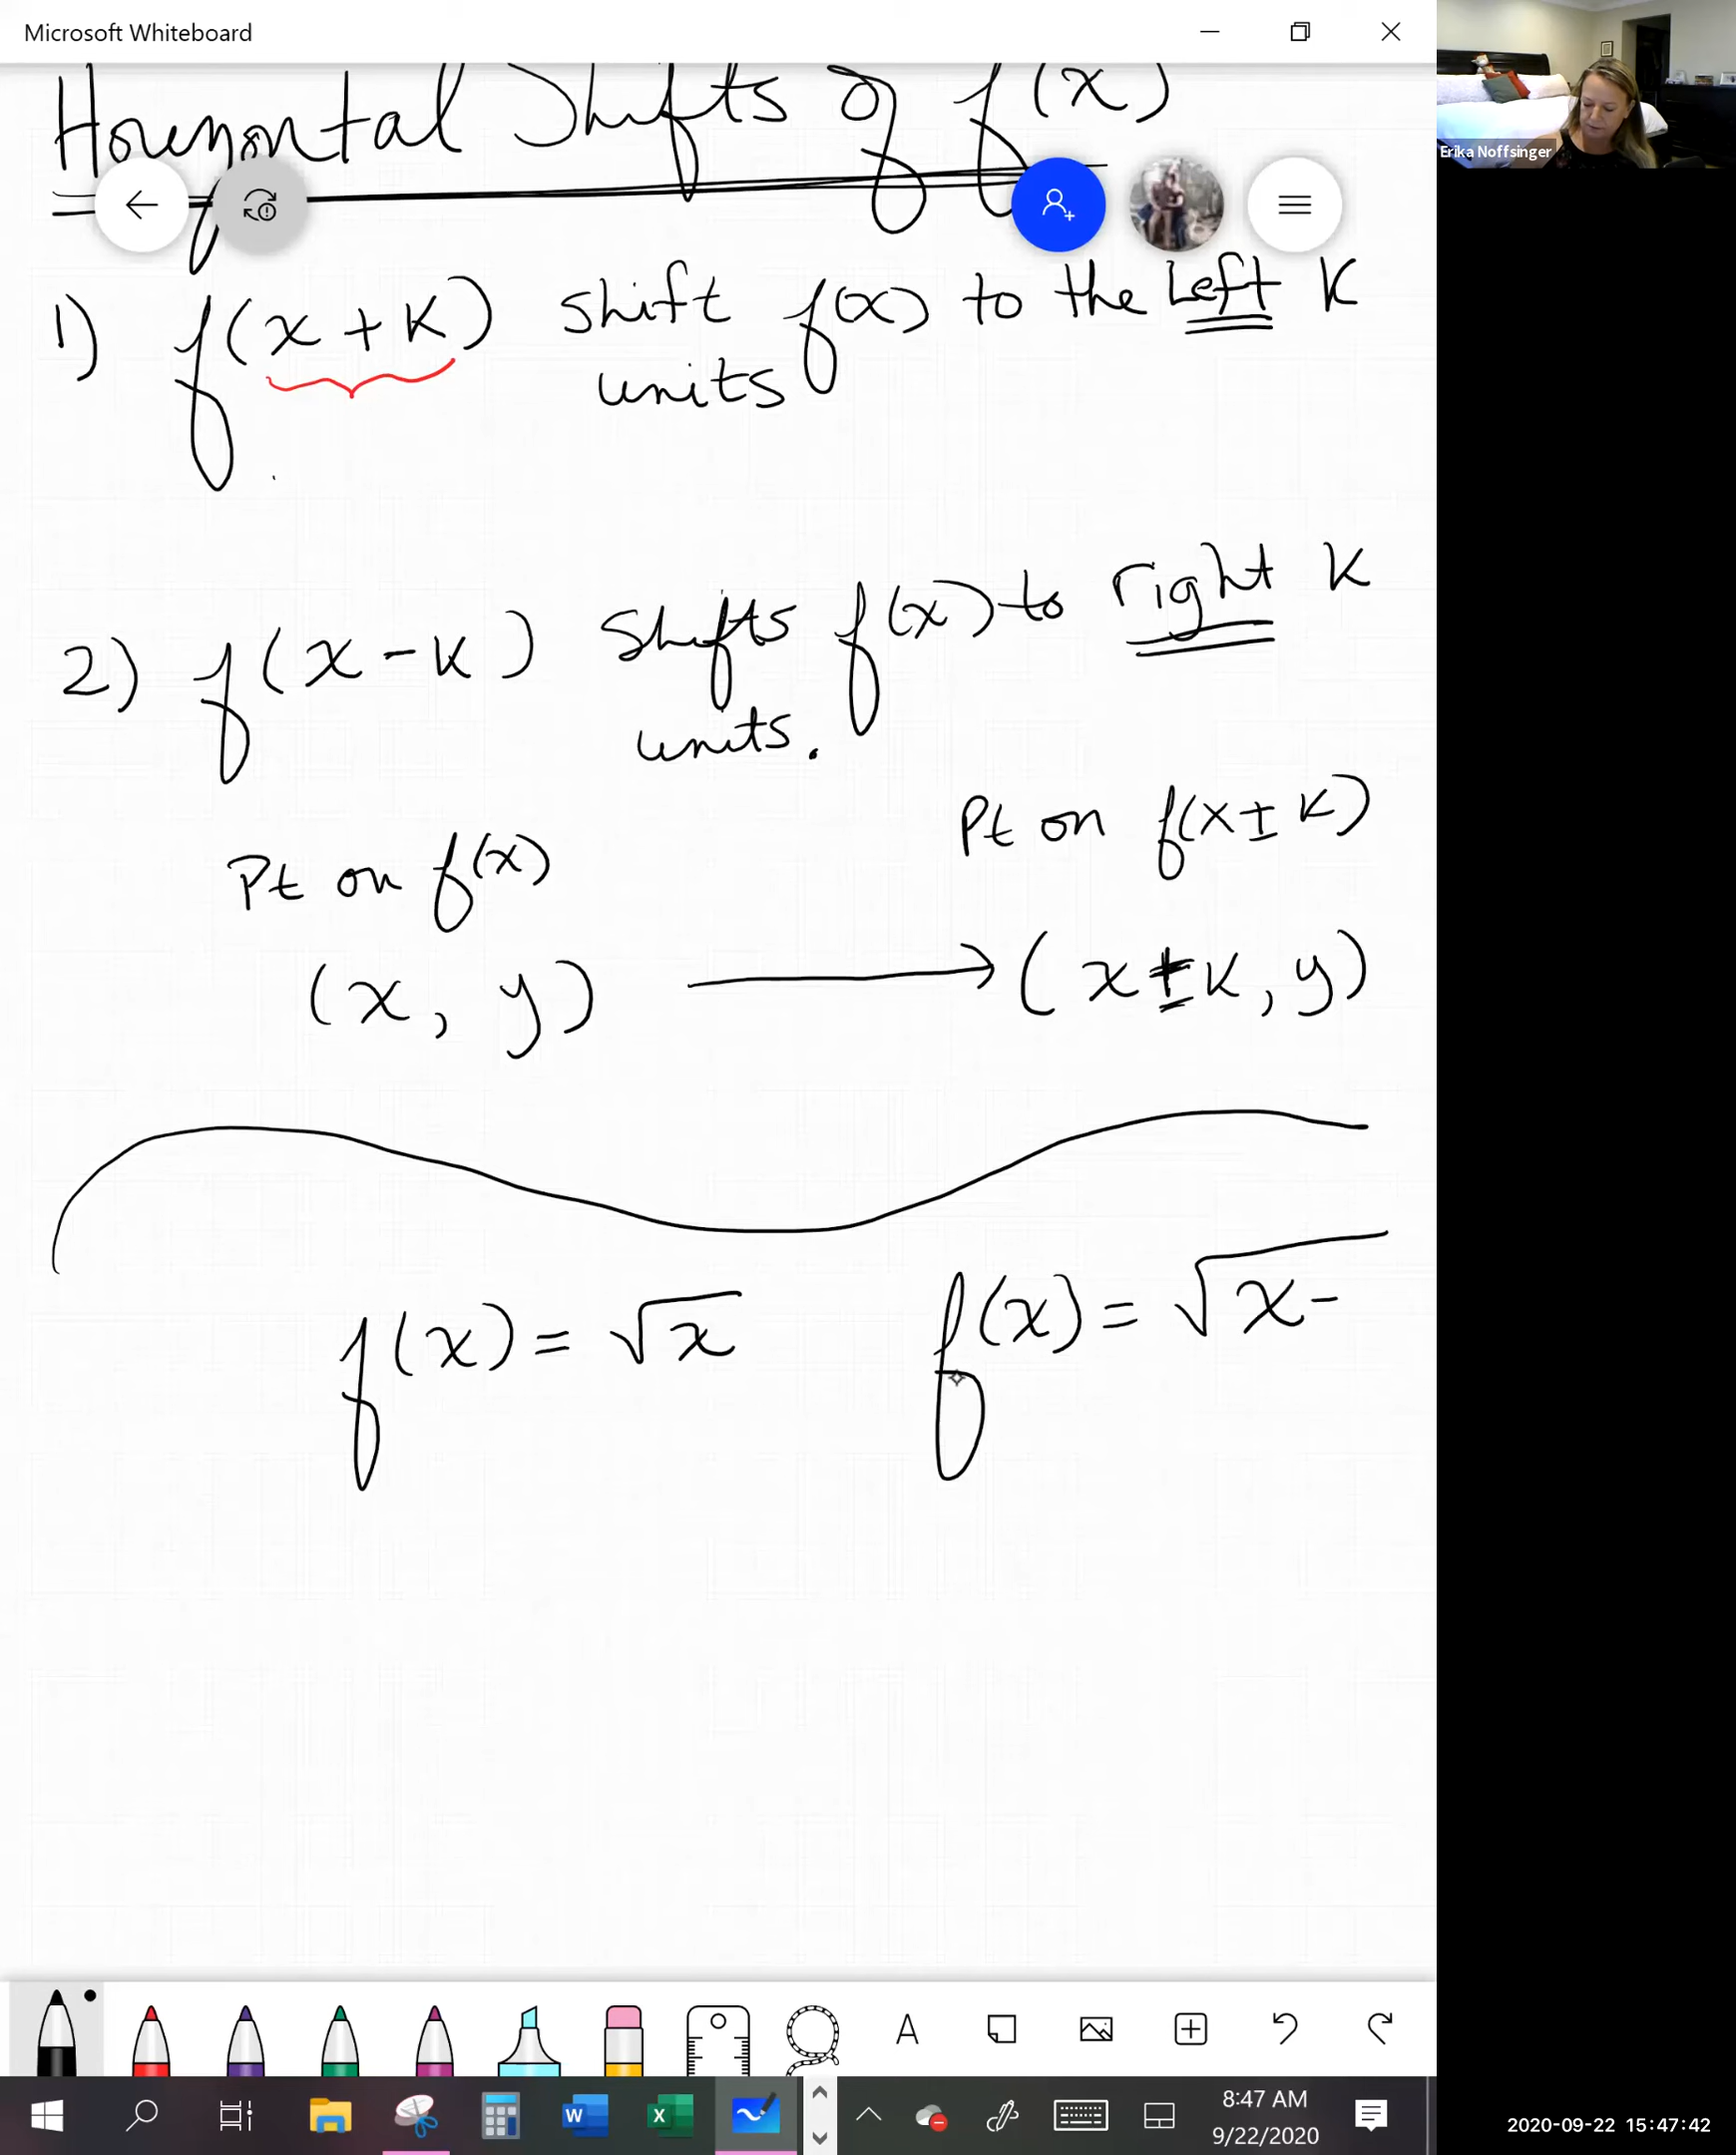 Microsoft Whiteboard
Horizontal Shifts of f(x)
Erika Noffsinger
1) f(x + K) shift f(x) to the Left K
units
2) f(x - K) shifts f(x) to right K
units.
Pt on f(x) Pt on f(x ± K)
(x, y) ⟶ (x ± K, y)
f(x) = √x f(x) = √x -
A
W X
8:47 AM
9/22/2020
2020-09-22 15:47:42